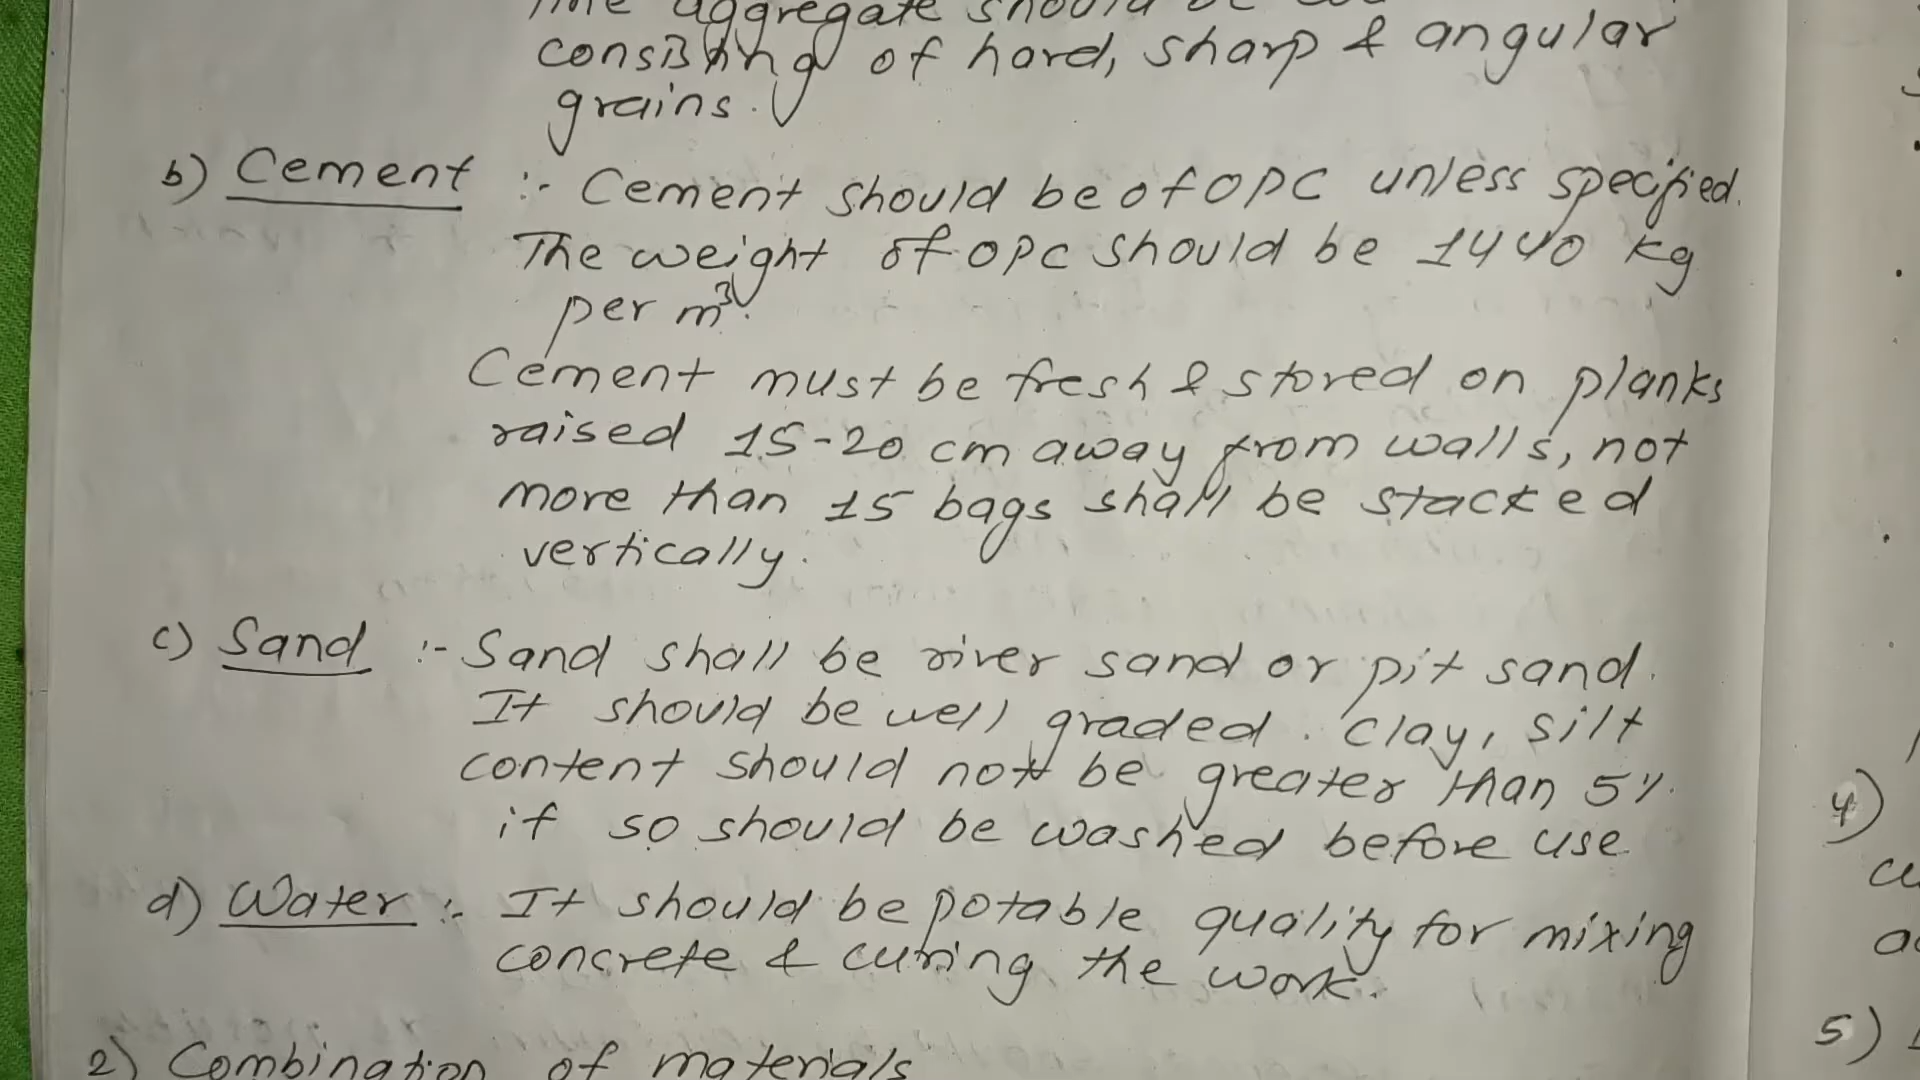 fine aggregate should be
consisting of hard, sharp & angular
grains.
b) Cement :- Cement should be of OPC unless specified.
The weight of OPC should be 1440 kg
per m³.
Cement must be fresh & stored on planks
raised 15-20 cm away from walls, not
more than 15 bags shall be stacked
vertically.
c) Sand :- Sand shall be river sand or pit sand.
It should be well graded. clay, silt
content should not be greater than 5%.
if so should be washed before use
d) Water :- It should be potable quality for mixing
concrete & curing the work.
2) Combination of materials
4)
5)